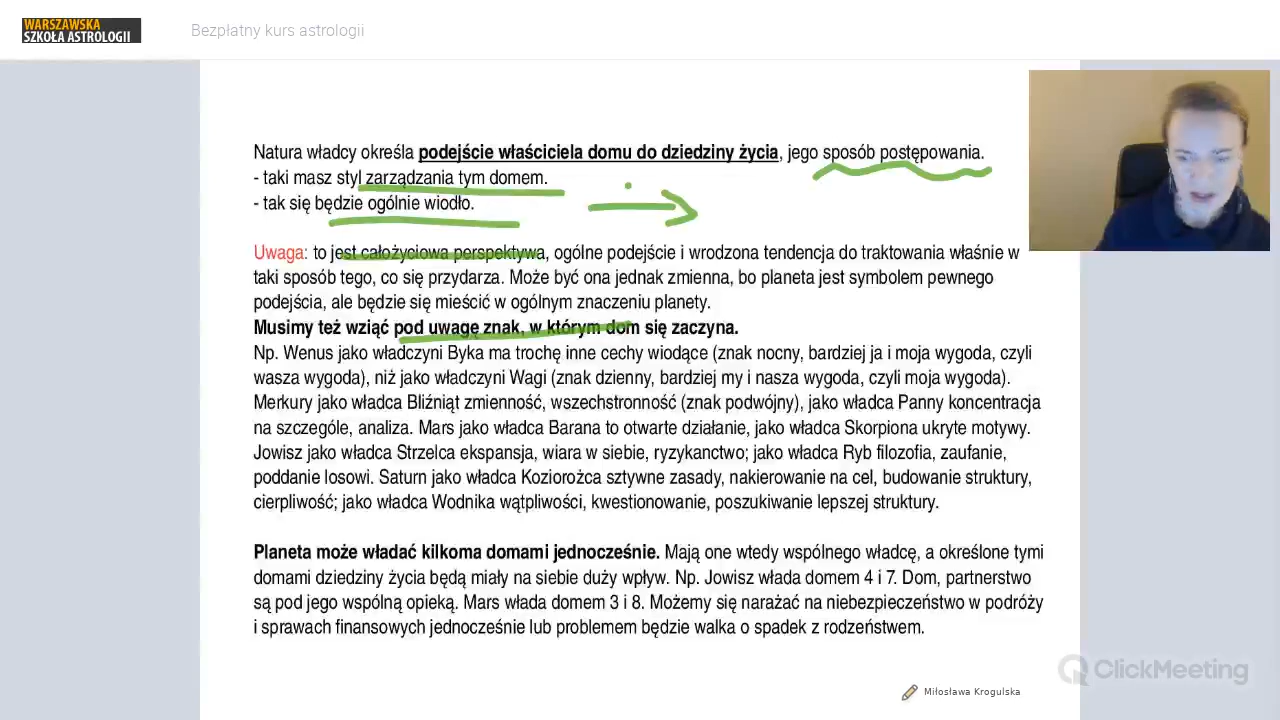 WARSZAWSKA
SZKOŁA ASTROLOGII
Bezpłatny kurs astrologii
Natura władcy określa podejście właściciela domu do dziedziny życia, jego sposób postępowania.
- taki masz styl zarządzania tym domem.
- tak się będzie ogólnie wiodło.
Uwaga: to jest całożyciowa perspektywa, ogólne podejście i wrodzona tendencja do traktowania właśnie w
taki sposób tego, co się przydarza. Może być ona jednak zmienna, bo planeta jest symbolem pewnego
podejścia, ale będzie się mieścić w ogólnym znaczeniu planety.
Musimy też wziąć pod uwagę znak, w którym dom się zaczyna.
Np. Wenus jako władczyni Byka ma trochę inne cechy wiodące (znak nocny, bardziej ja i moja wygoda, czyli
wasza wygoda), niż jako władczyni Wagi (znak dzienny, bardziej my i nasza wygoda, czyli moja wygoda).
Merkury jako władca Bliźniąt zmienność, wszechstronność (znak podwójny), jako władca Panny koncentracja
na szczególe, analiza. Mars jako władca Barana to otwarte działanie, jako władca Skorpiona ukryte motywy.
Jowisz jako władca Strzelca ekspansja, wiara w siebie, ryzykanctwo; jako władca Ryb filozofia, zaufanie,
poddanie losowi. Saturn jako władca Koziorożca sztywne zasady, nakierowanie na cel, budowanie struktury,
cierpliwość; jako władca Wodnika wątpliwości, kwestionowanie, poszukiwanie lepszej struktury.
Planeta może władać kilkoma domami jednocześnie. Mają one wtedy wspólnego władcę, a określone tymi
domami dziedziny życia będą miały na siebie duży wpływ. Np. Jowisz włada domem 4 i 7. Dom, partnerstwo
są pod jego wspólną opieką. Mars włada domem 3 i 8. Możemy się narażać na niebezpieczeństwo w podróży
i sprawach finansowych jednocześnie lub problemem będzie walka o spadek z rodzeństwem.
ClickMeeting
Miłosława Krogulska